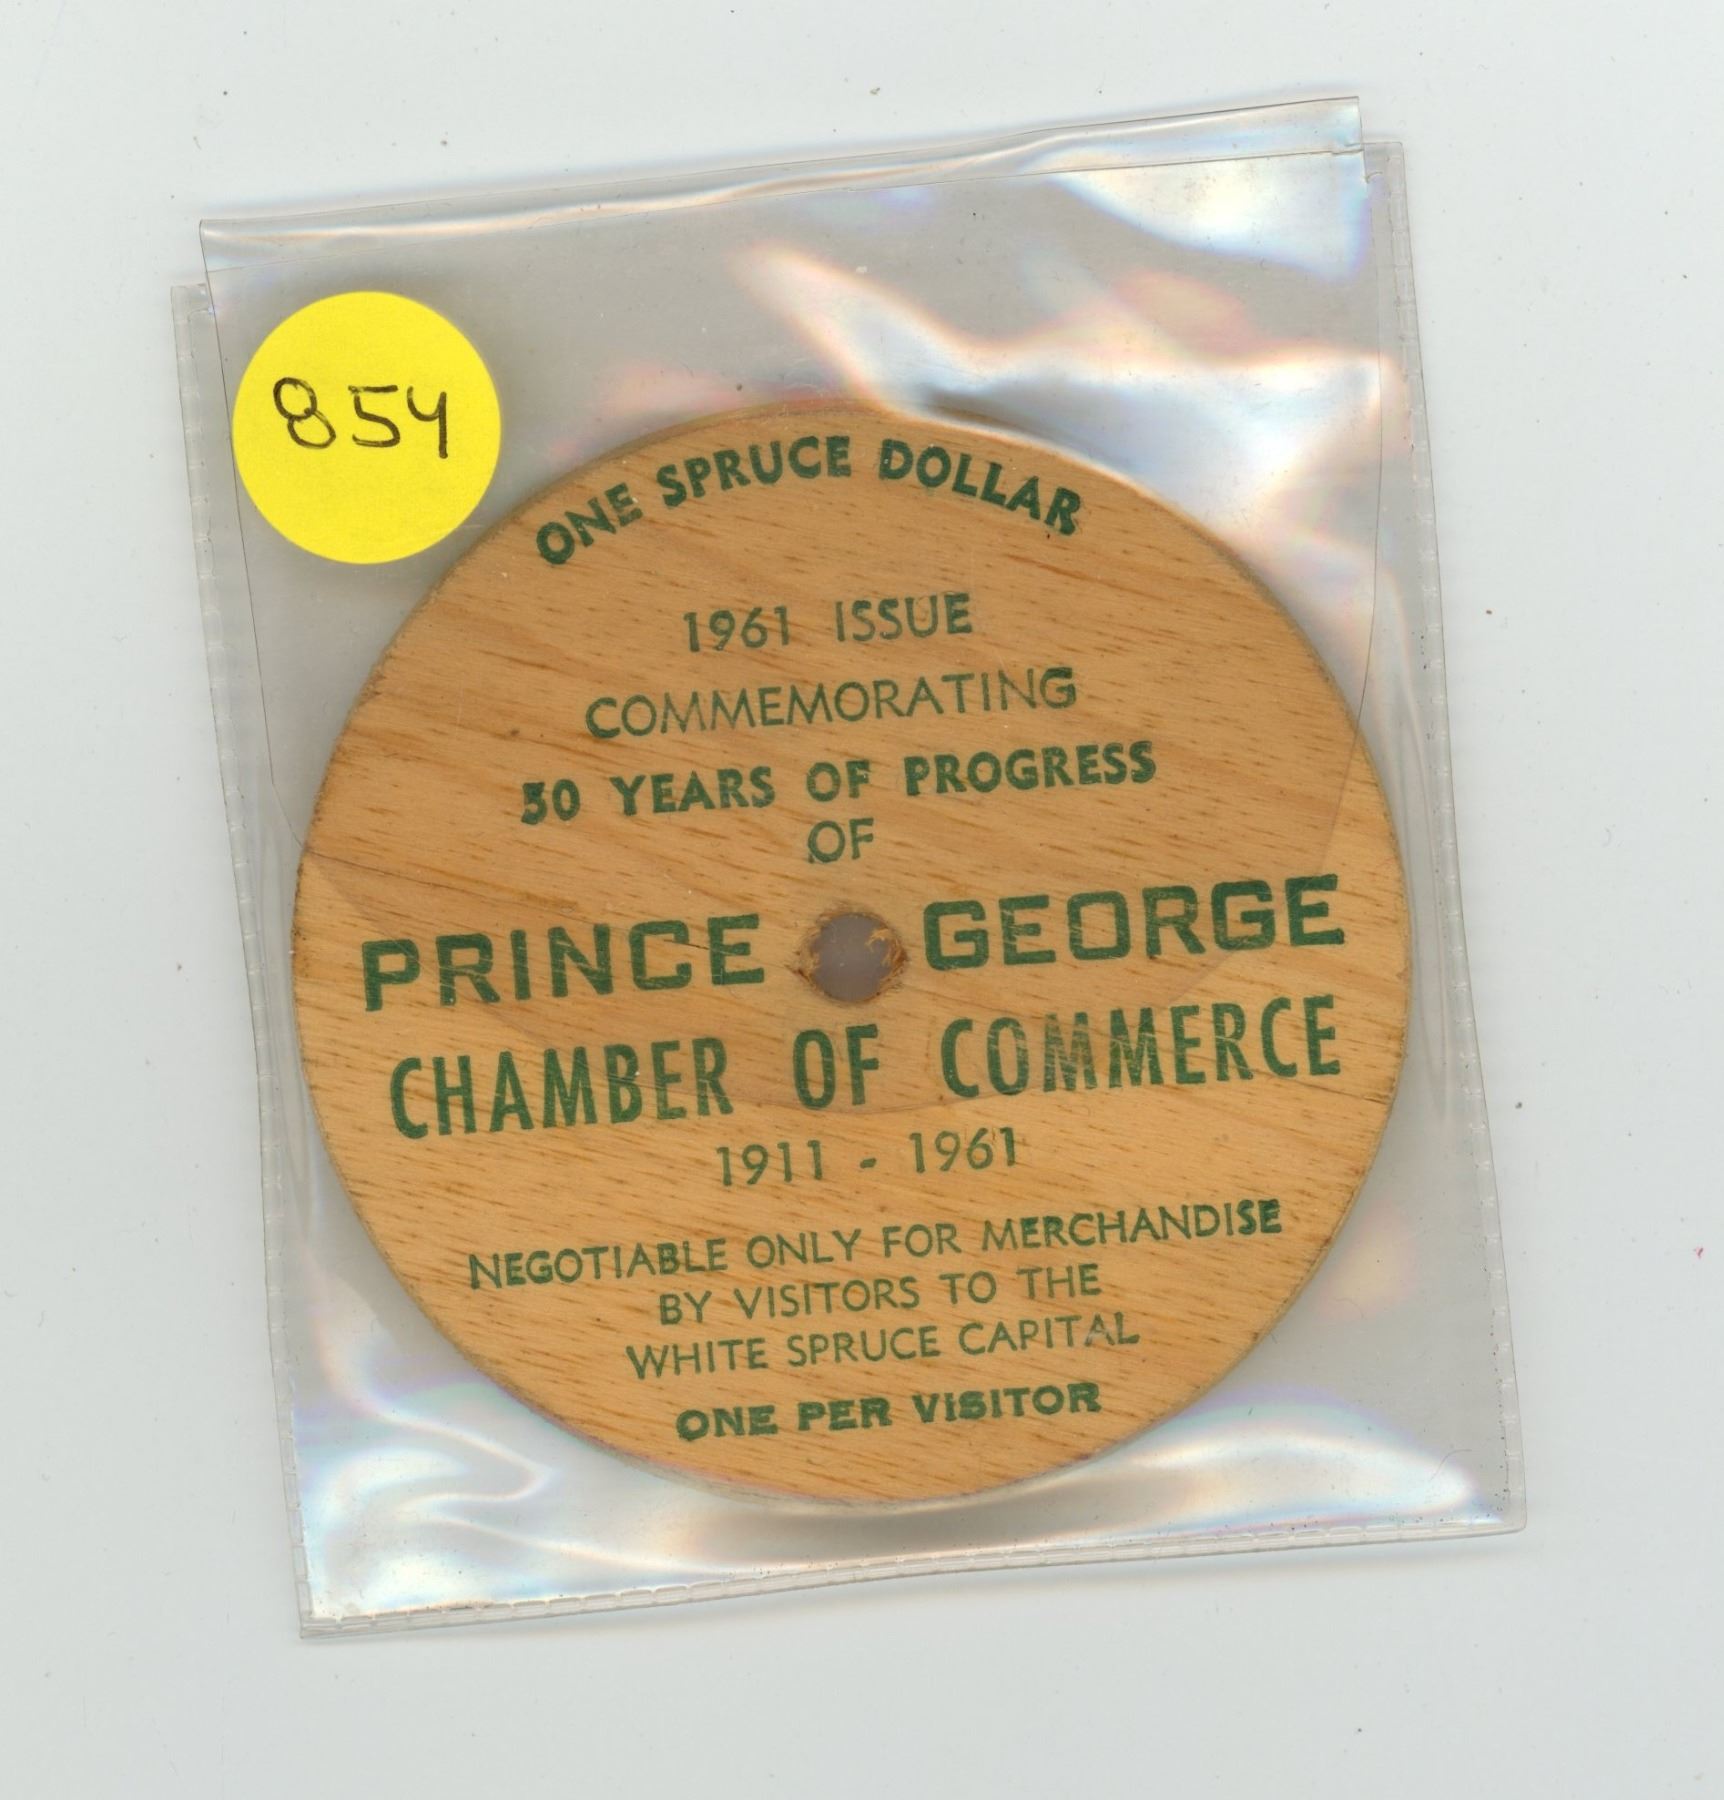 854
ONE SPRUCE DOLLAR
1961 ISSUE
COMMEMORATING
50 YEARS OF PROGRESS
OF
PRINCE GEORGE
CHAMBER OF COMMERCE
1911 - 1961
NEGOTIABLE ONLY FOR MERCHANDISE
BY VISITORS TO THE
WHITE SPRUCE CAPITAL
ONE PER VISITOR